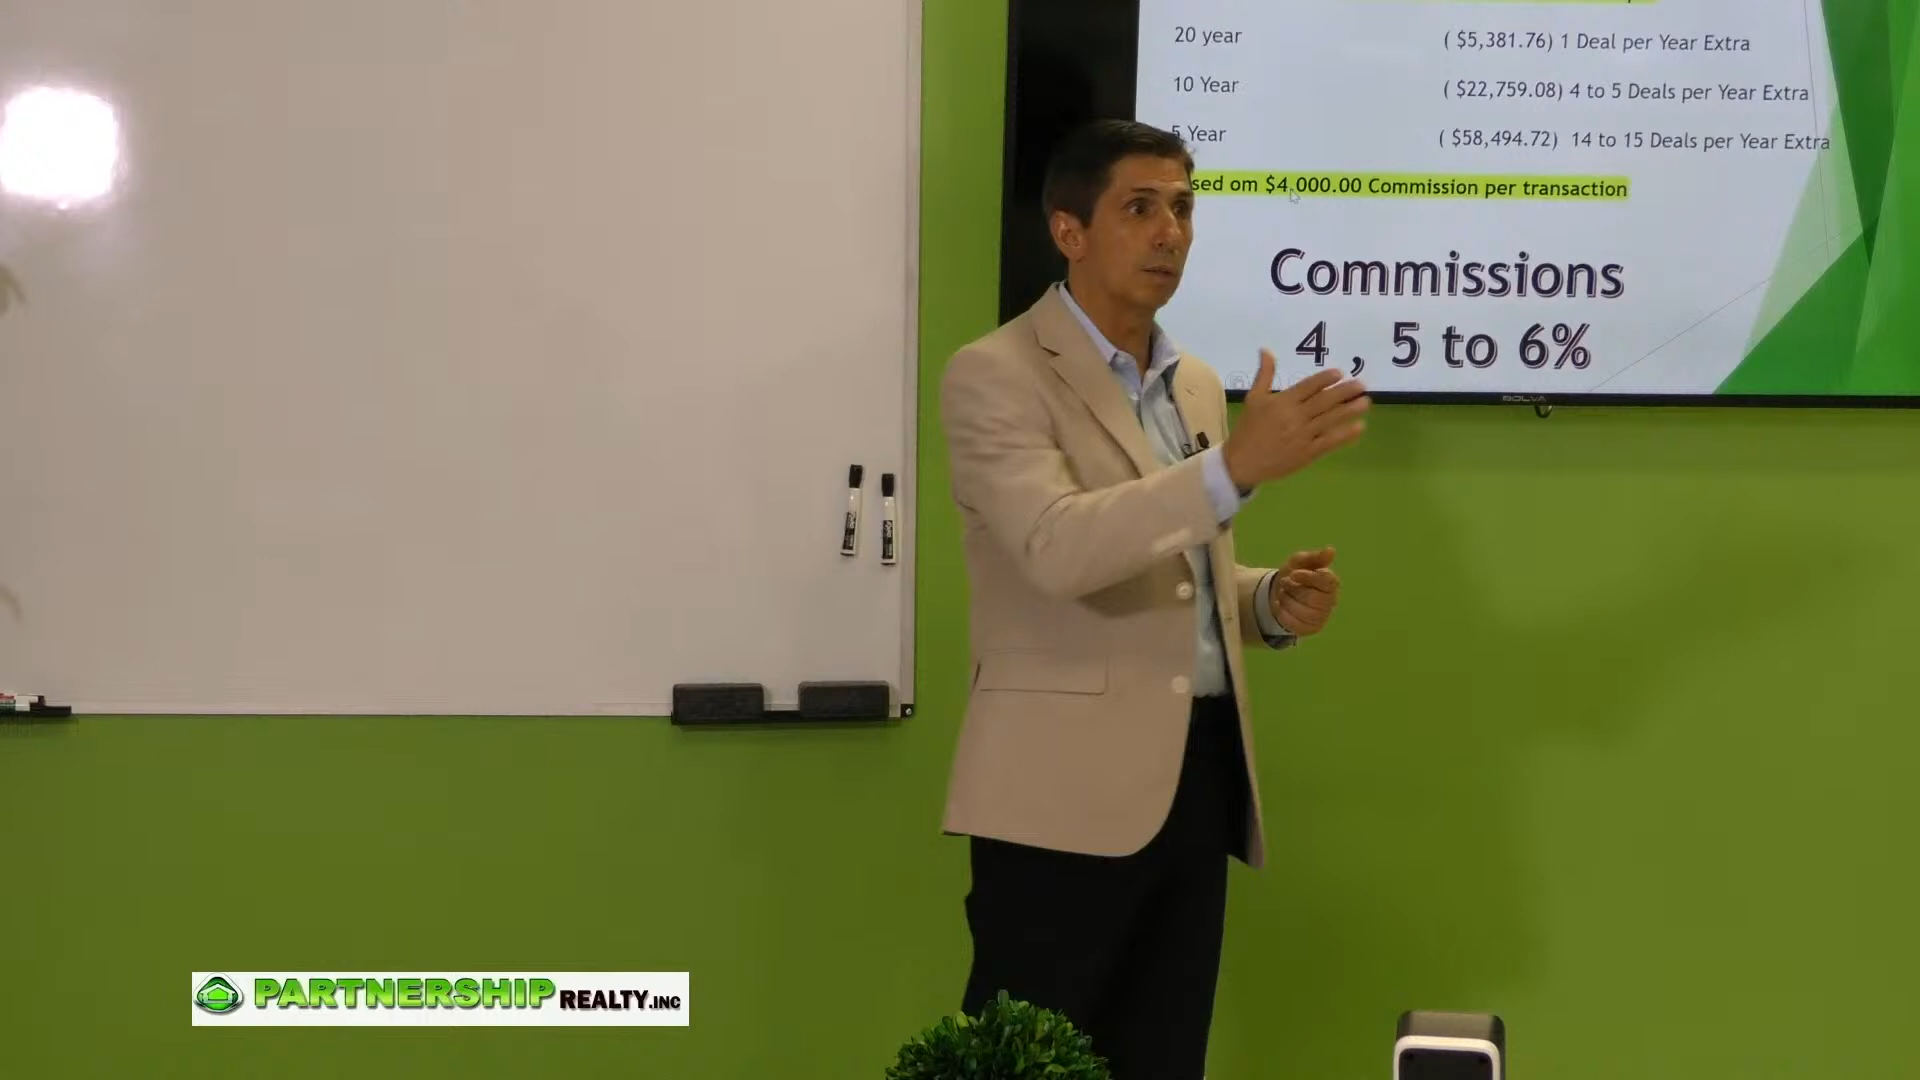 20 year ( $5,381.76) 1 Deal per Year Extra
10 Year ( $22,759.08) 4 to 5 Deals per Year Extra
5 Year ( $58,494.72) 14 to 15 Deals per Year Extra
sed om $4,000.00 Commission per transaction
Commissions
4 , 5 to 6%
PARTNERSHIP REALTY.INC